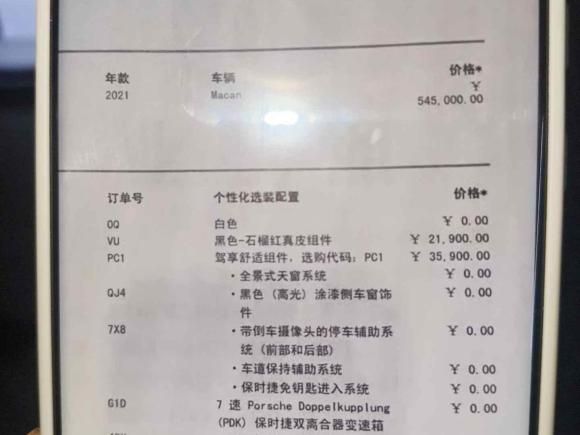 年款 车辆 价格*
2021 Macan ¥
545,000.00
订单号 个性化选装配置 价格*
0Q 白色 ¥ 0.00
VU 黑色-石榴红真皮组件 ¥ 21,900.00
PC1 驾享舒适组件，选购代码：PC1 ¥ 35,900.00
·全景式天窗系统 ¥ 0.00
QJ4 ·黑色（高光）涂漆侧车窗饰 ¥ 0.00
件
7X8 ·带倒车摄像头的停车辅助系 ¥ 0.00
统（前部和后部）
·车道保持辅助系统 ¥ 0.00
·保时捷免钥匙进入系统 ¥ 0.00
G1D 7 速 Porsche Doppelkupplung ¥ 0.00
(PDK) 保时捷双离合器变速箱